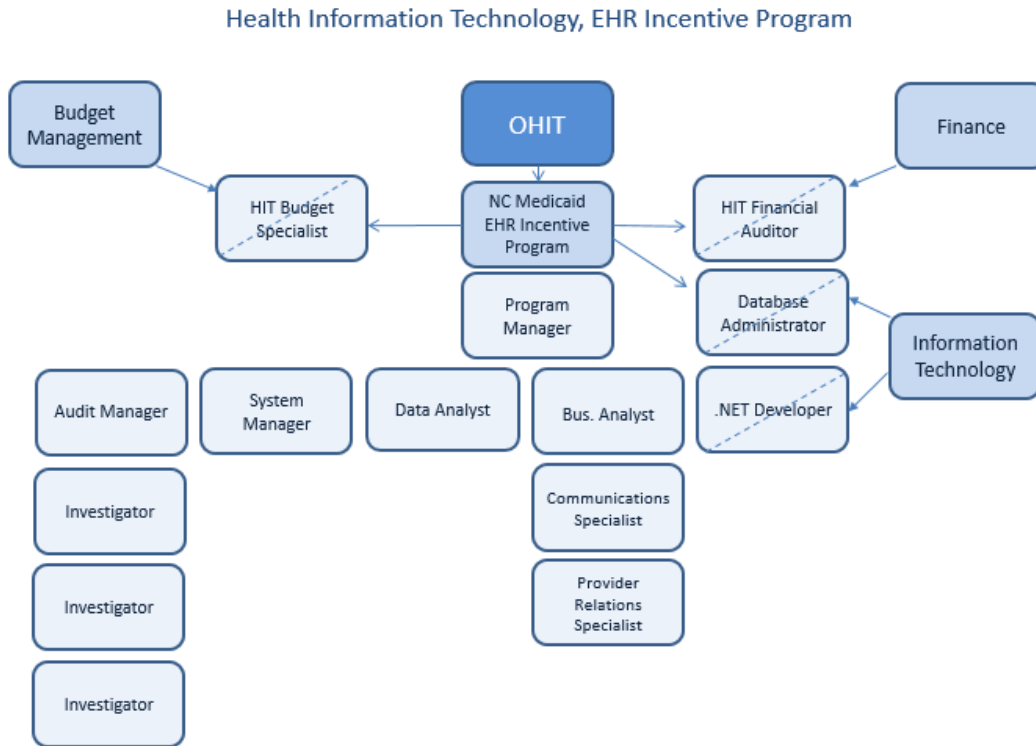 Health Information Technology, EHR Incentive Program
Budget
Management
OHIT
Finance
HIT Budget
Specialist
NC Medicaid
EHR Incentive
Program
HIT Financial
Auditor
Program
Manager
Database
Administrator
Information
Technology
Audit Manager
System
Manager
Data Analyst
Bus. Analyst
.NET Developer
Investigator
Communications
Specialist
Investigator
Provider
Relations
Specialist
Investigator